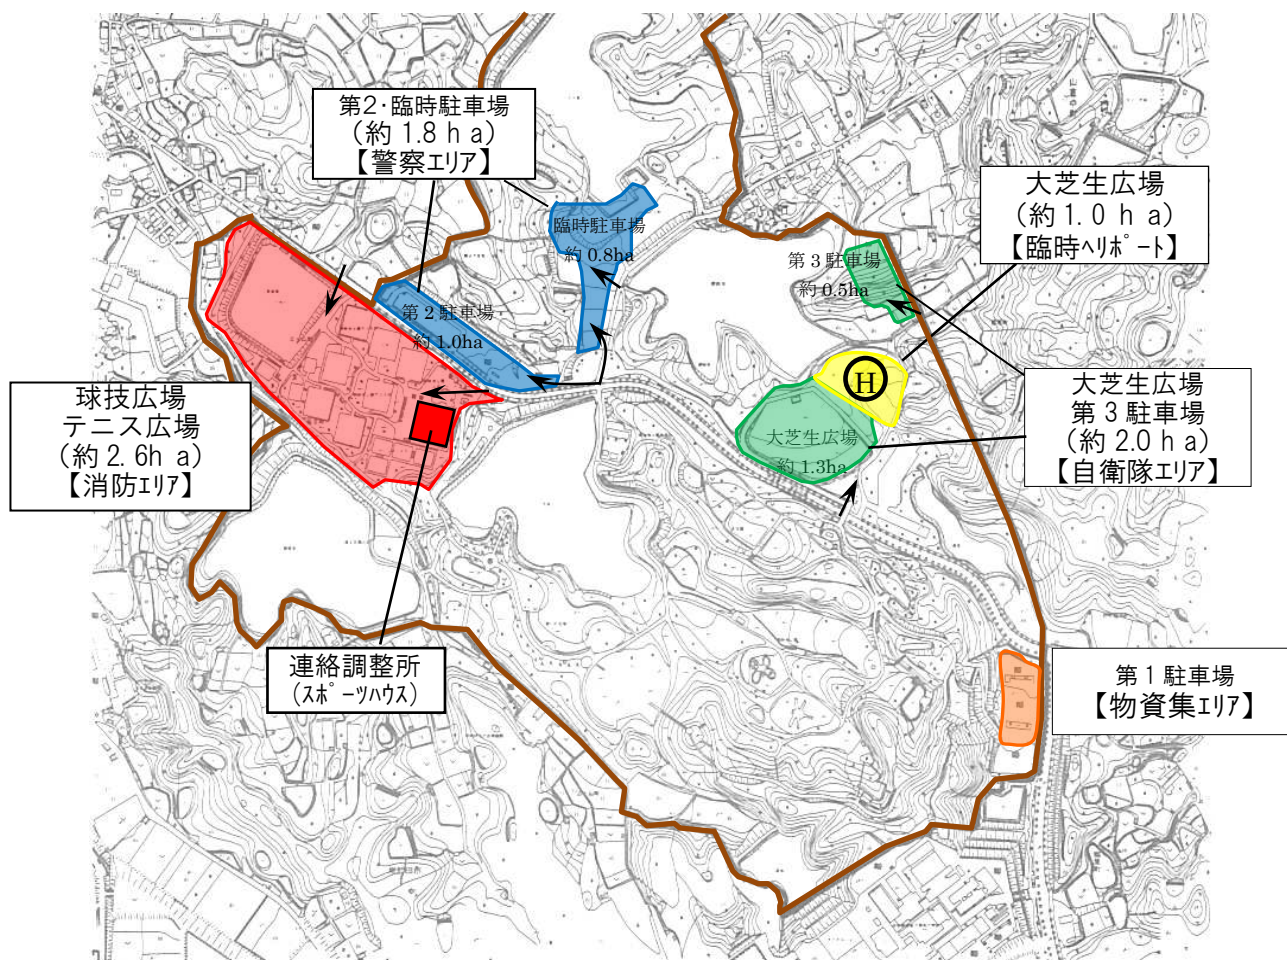 第2･臨時駐車場
(約 1.8 h a)
【警察エリア】
大芝生広場
(約 1.0 h a)
【臨時ﾍﾘﾎﾟｰﾄ】
臨時駐車場
約 0.8ha
第 3 駐車場
約 0.5ha
第 2 駐車場
約 1.0ha
H
球技広場
テニス広場
(約 2.6h a)
【消防ｴﾘｱ】
大芝生広場
第 3 駐車場
(約 2.0 h a)
【自衛隊エリア】
大芝生広場
約 1.3ha
連絡調整所
(ｽﾎﾟｰﾂﾊｳｽ)
第 1 駐車場
【物資集ｴﾘｱ】